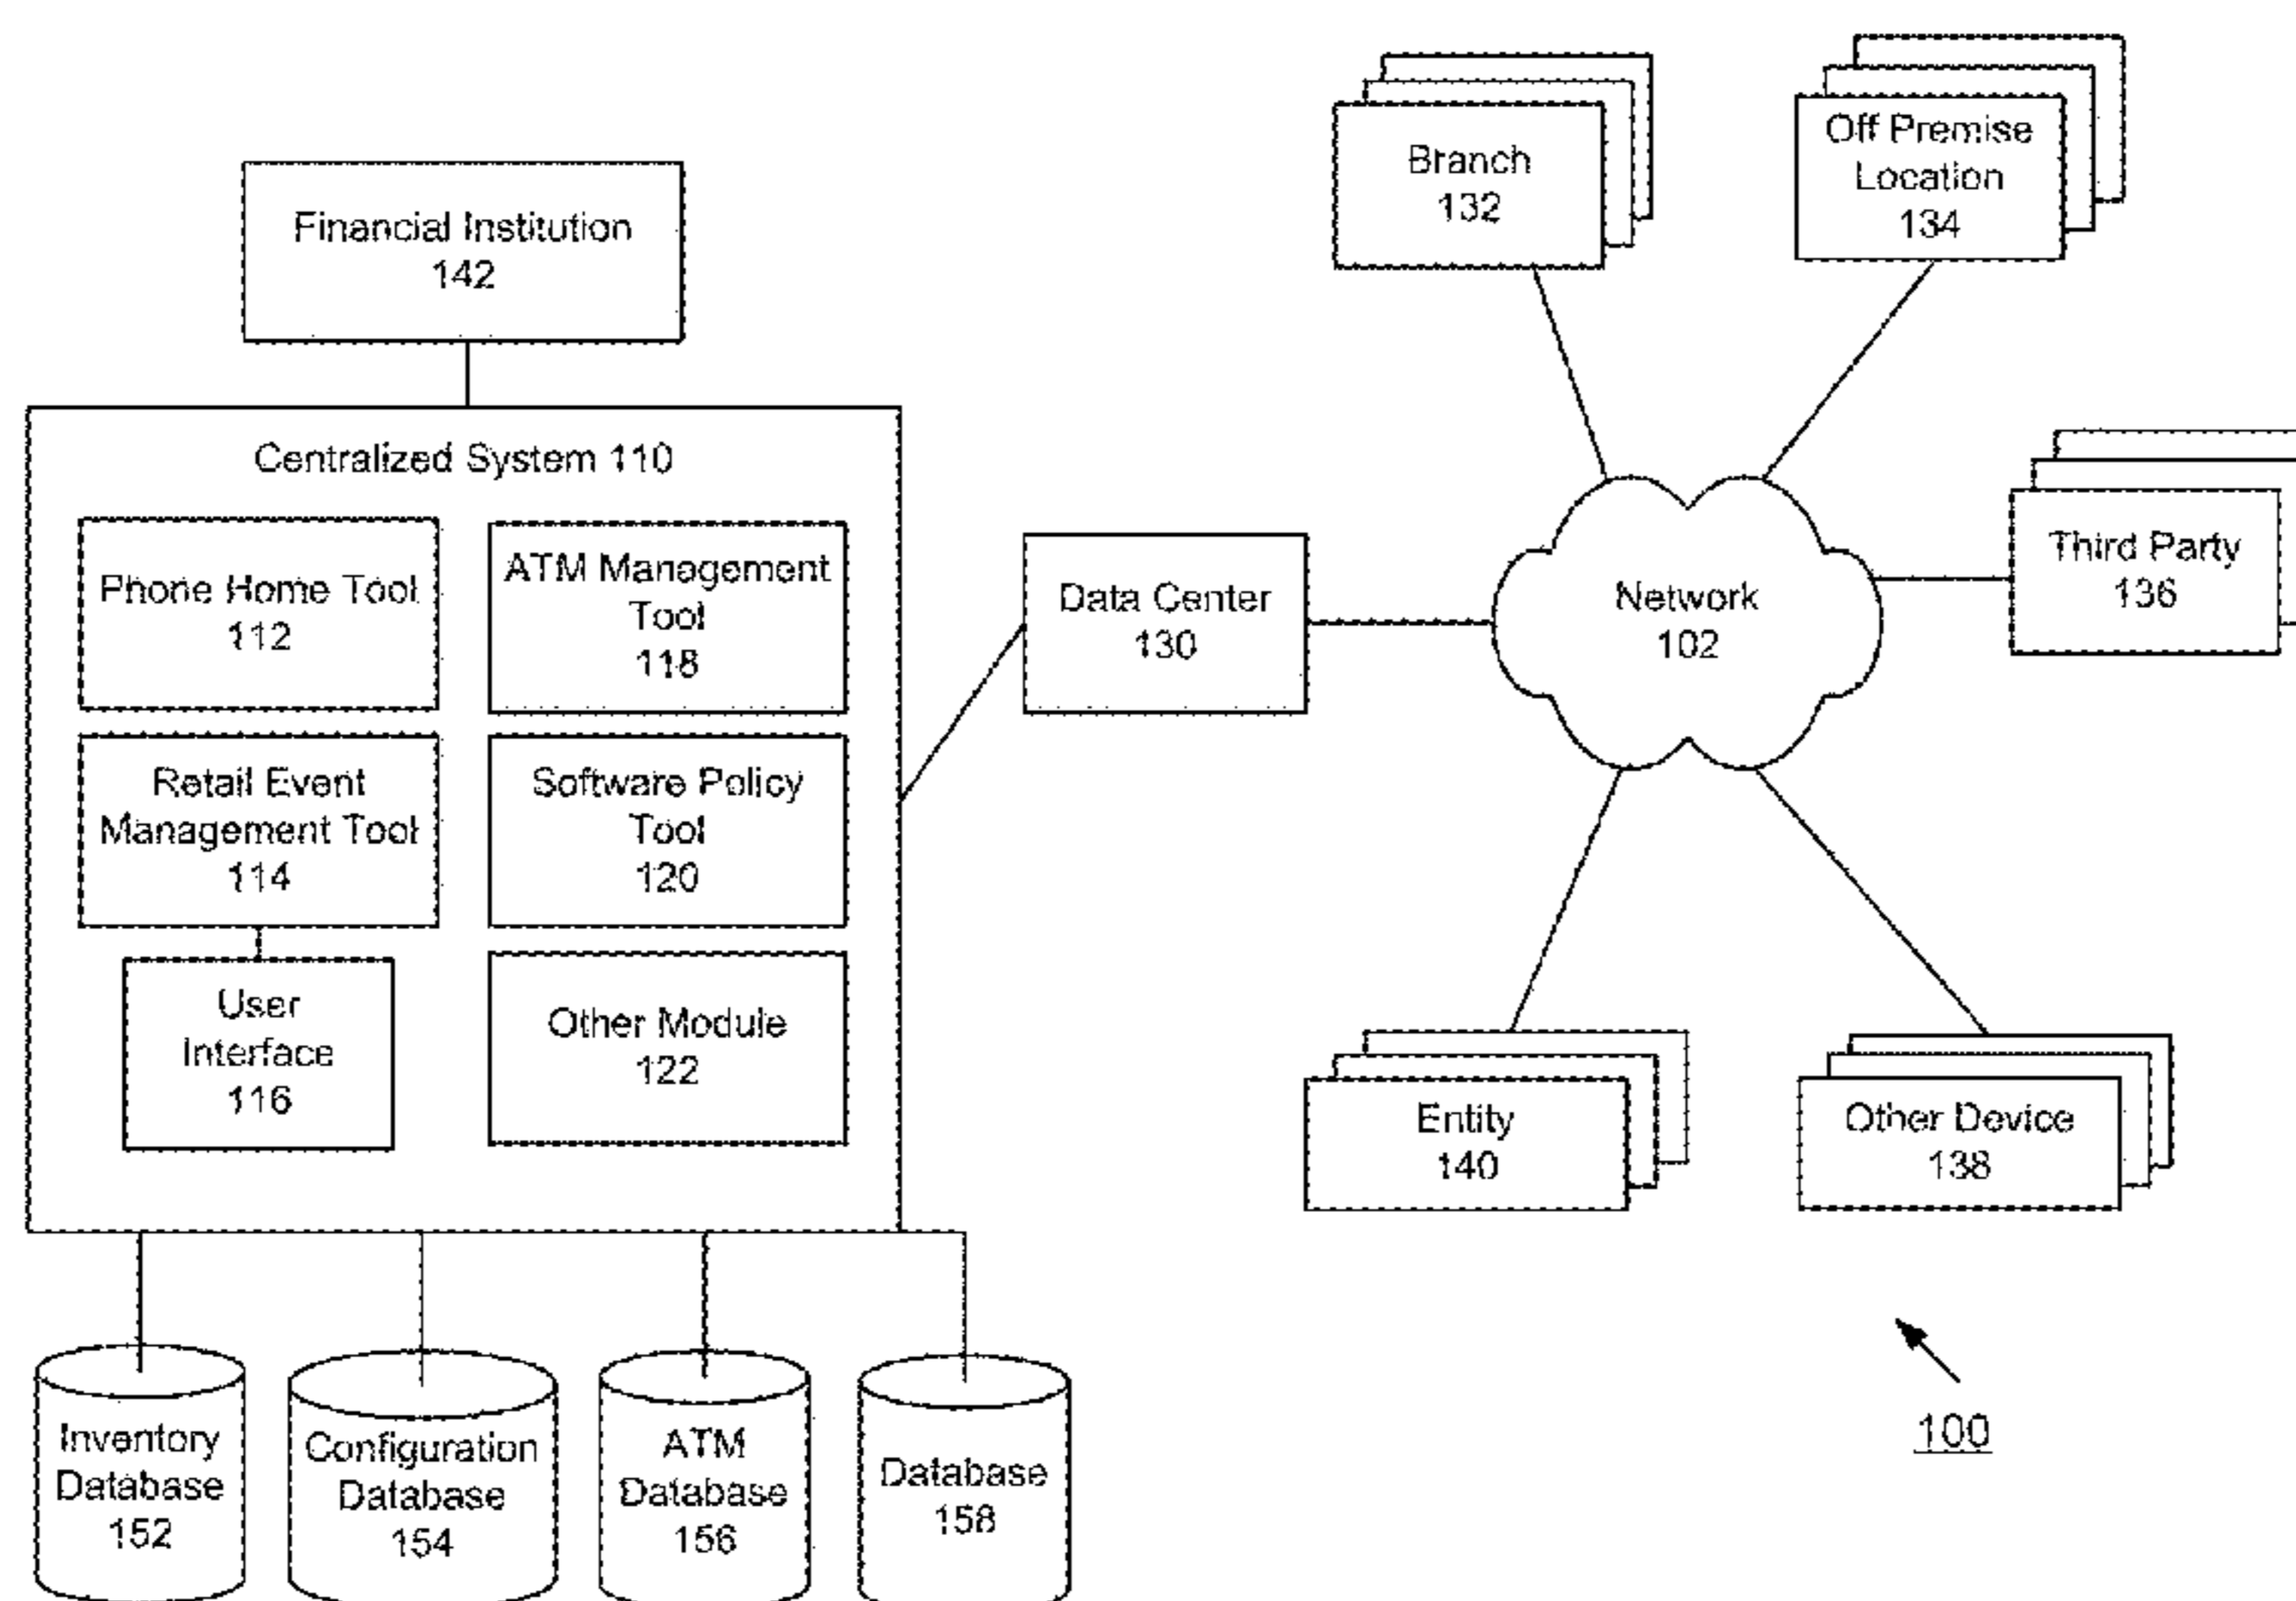 Financial Institution
142
Centralized System 110
Phone Home Tool
112
ATM Management
Tool
118
Retail Event
Management Tool
114
Software Policy
Tool
120
User
Interface
116
Other Module
122
Inventory
Database
152
Configuration
Database
154
ATM
Database
156
Database
158
Data Center
130
Network
102
Branch
132
Off Premise
Location
134
Third Party
136
Entity
140
Other Device
138
100